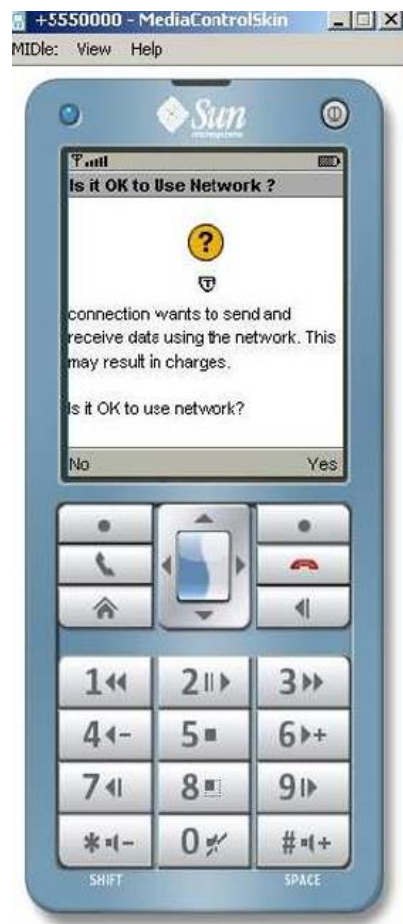 +5550000 - MediaControlSkin
MIDlet View Help
Sun
microsystems
Is it OK to Use Network ?
?
T
connection wants to send and
receive data using the network. This
may result in charges.
Is it OK to use network?
No Yes
1 2 3
4 - 5 6 +
7 8 9
* - 0 # +
SHIFT SPACE